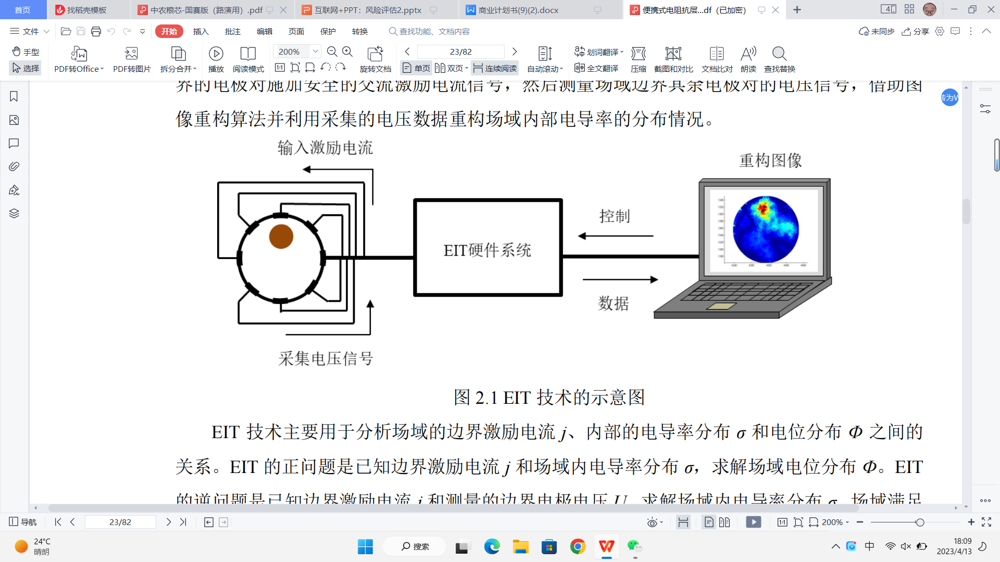 首页
找稻壳模板
中农粮芯-国赛版（路演用）.pdf
互联网+PPT：风险评估2.pptx
商业计划书(9)(2).docx
便携式电阻抗层...df（已加密）
4
文件
开始
插入
批注
编辑
页面
保护
转换
查找功能、文档内容
未同步
分享
手型
选择
PDF转Office
PDF转图片
拆分合并
播放
阅读模式
200%
1:1
旋转文档
23/82
单页
双页
连续阅读
自动滚动
划词翻译
全文翻译
压缩
截图和对比
文档比对
朗读
查找替换
界的电极对施加安全的交流激励电流信号，然后测量场域边界其余电极对的电压信号，借助图
像重构算法并利用采集的电压数据重构场域内部电导率的分布情况。
转为W
输入激励电流
重构图像
控制
EIT硬件系统
数据
采集电压信号
图 2.1 EIT 技术的示意图
EIT 技术主要用于分析场域的边界激励电流 j、内部的电导率分布 σ 和电位分布 Φ 之间的
关系。EIT 的正问题是已知边界激励电流 j 和场域内电导率分布 σ，求解场域电位分布 Φ。EIT
的逆问题是已知边界激励电流 j 和测量的边界电极电压 U，求解场域内电导率分布 σ。场域满足
导航
23/82
1:1
200%
24°C
晴朗
搜索
中
18:09
2023/4/13